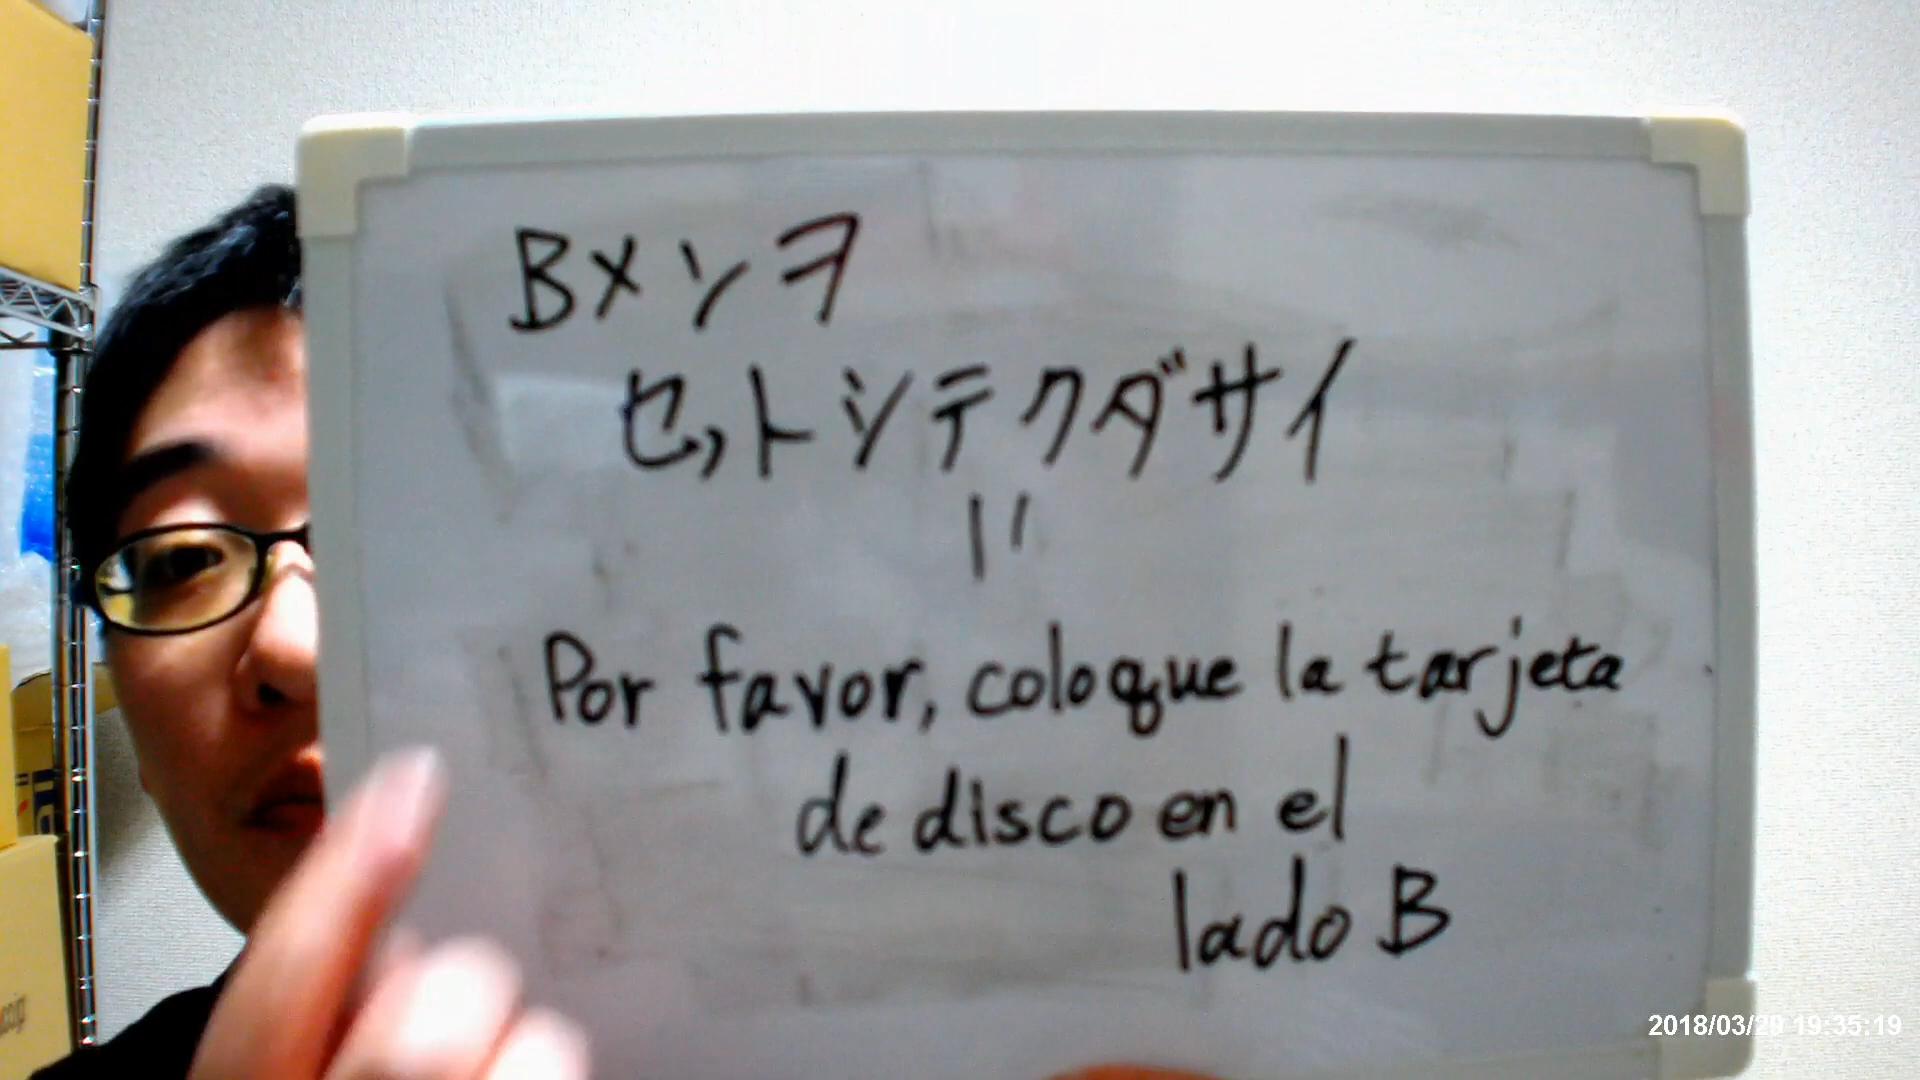 Bメンヲ
セットシテクダサイ
||
Por favor, coloque la tarjeta
de disco en el
lado B
2018/03/29 19:35:19